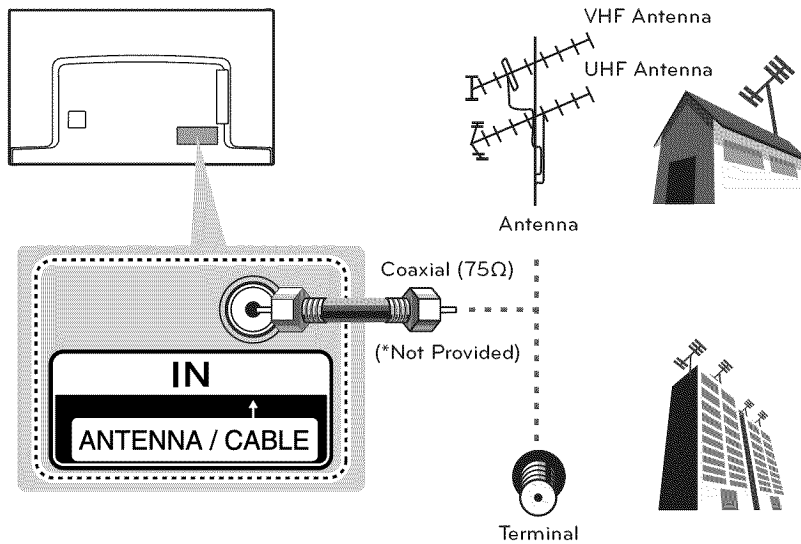 VHF Antenna
UHF Antenna
Antenna
Coaxial (75Ω)
(*Not Provided)
IN
ANTENNA / CABLE
Terminal